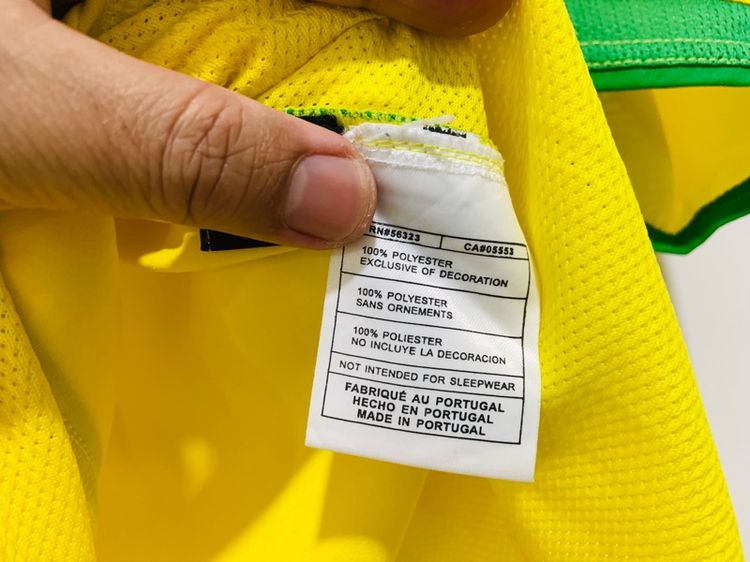 RN#56323 CA#05553
100% POLYESTER
EXCLUSIVE OF DECORATION
100% POLYESTER
SANS ORNEMENTS
100% POLIESTER
NO INCLUYE LA DECORACION
NOT INTENDED FOR SLEEPWEAR
FABRIQUÉ AU PORTUGAL
HECHO EN PORTUGAL
MADE IN PORTUGAL